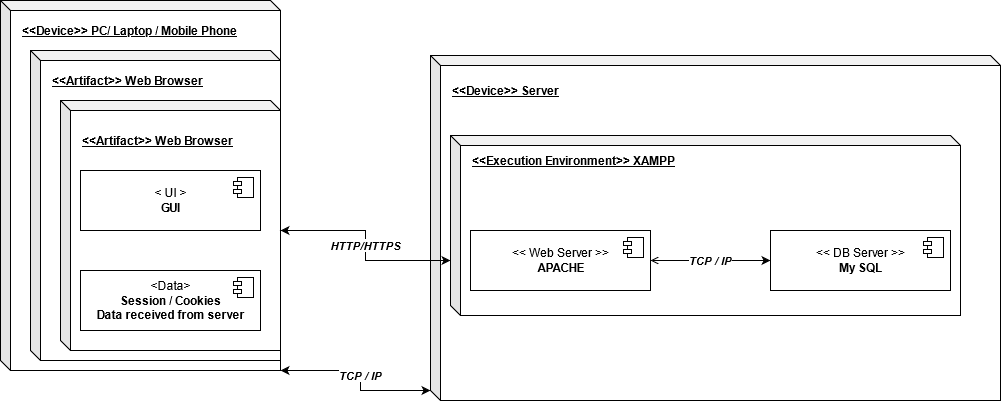 <<Device>> PC/ Laptop / Mobile Phone
<<Artifact>> Web Browser
<<Artifact>> Web Browser
< UI >
GUI
<Data>
Session / Cookies
Data received from server
HTTP/HTTPS
TCP / IP
<<Device>> Server
<<Execution Environment>> XAMPP
<< Web Server >>
APACHE
TCP / IP
<< DB Server >>
My SQL